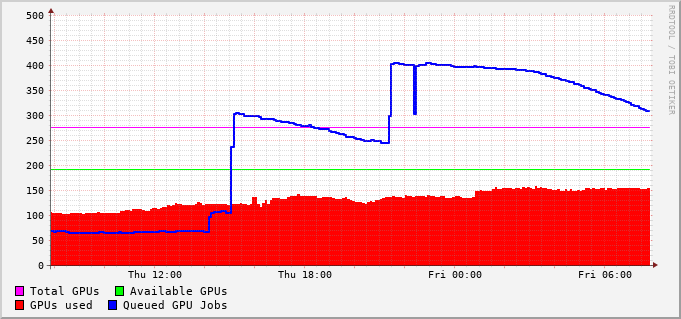 500
450
400
350
300
250
200
150
100
50
0
Thu 12:00 Thu 18:00 Fri 00:00 Fri 06:00
Total GPUs Available GPUs
GPUs used Queued GPU Jobs
RRDTOOL / TOBI OETIKER